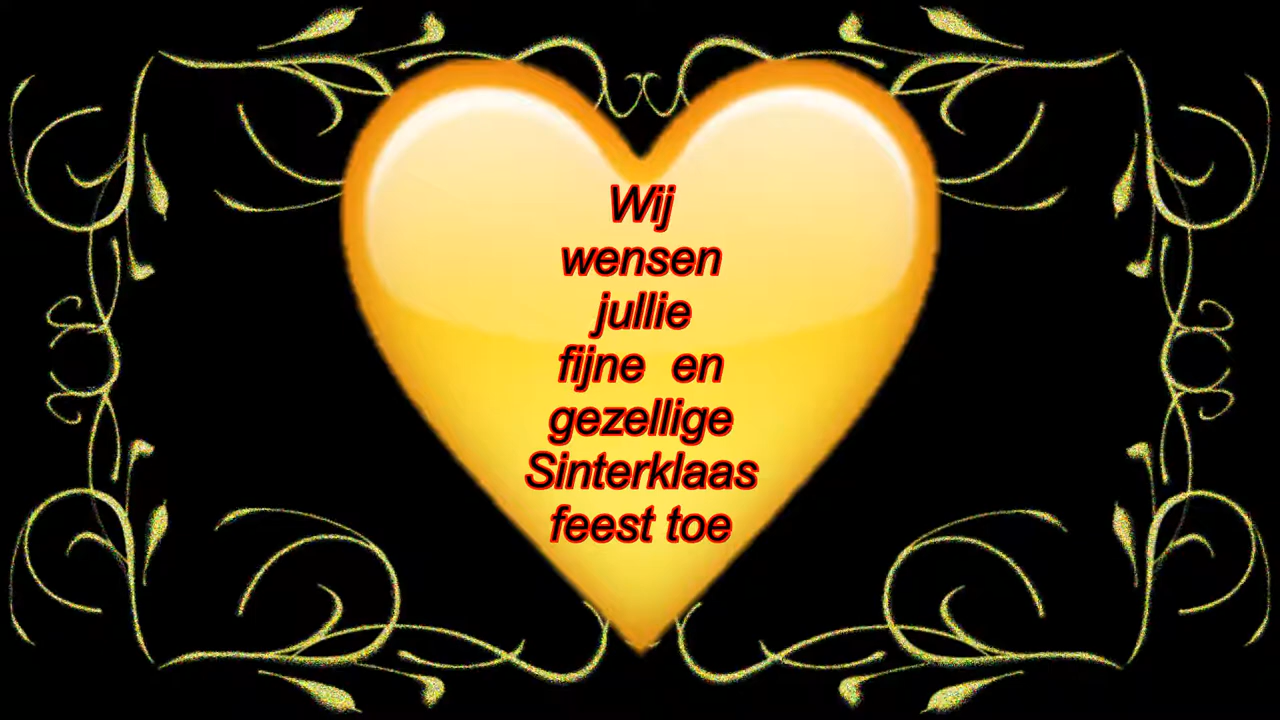 Wij
wensen
jullie
fijne en
gezellige
Sinterklaas
feest toe